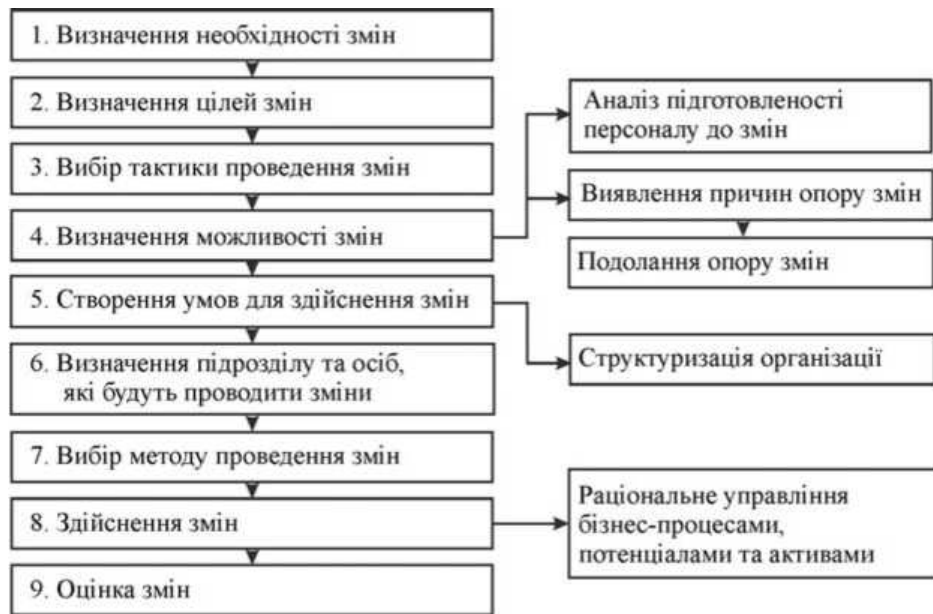 1. Визначення необхідності змін
2. Визначення цілей змін
3. Вибір тактики проведення змін
4. Визначення можливості змін
5. Створення умов для здійснення змін
6. Визначення підрозділу та осіб,
які будуть проводити зміни
7. Вибір методу проведення змін
8. Здійснення змін
9. Оцінка змін
Аналіз підготовленості
персоналу до змін
Виявлення причин опору змін
Подолання опору змін
Структуризація організації
Раціональне управління
бізнес-процесами,
потенціалами та активами